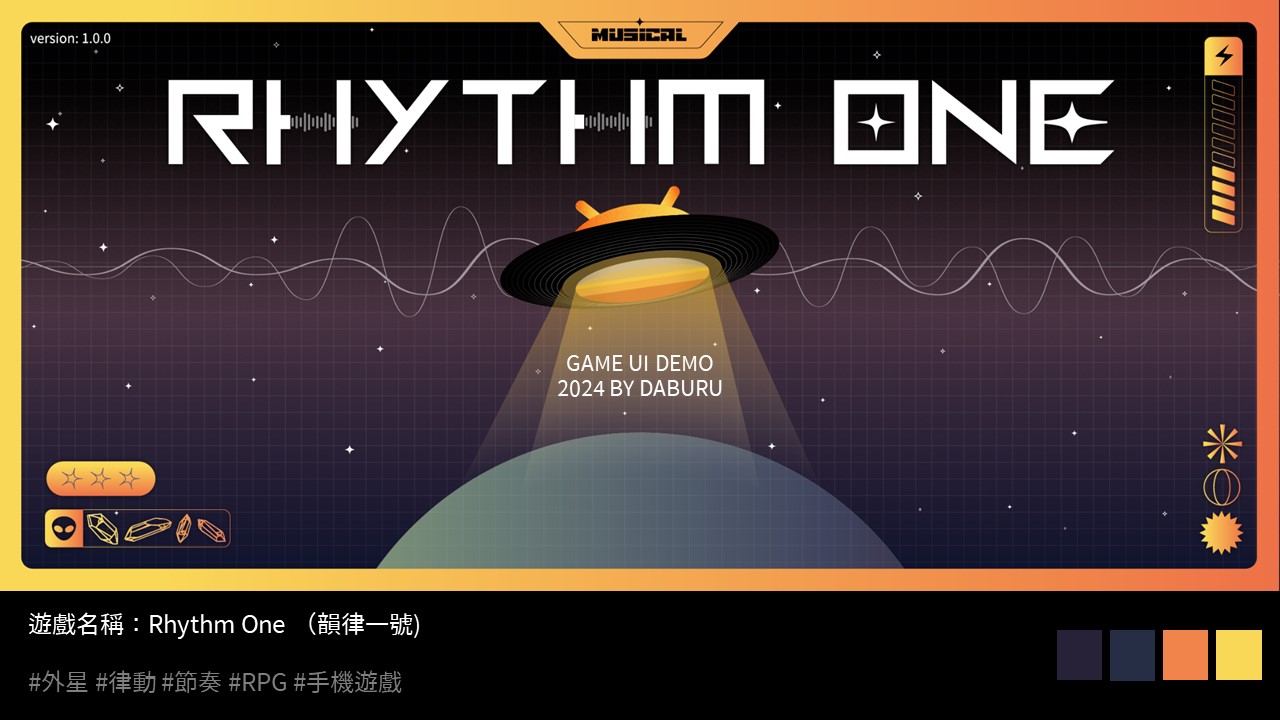 version: 1.0.0
MUSICAL
RHYTHM ONE
GAME UI DEMO
2024 BY DABURU
遊戲名稱：Rhythm One （韻律一號)
#外星 #律動 #節奏 #RPG #手機遊戲